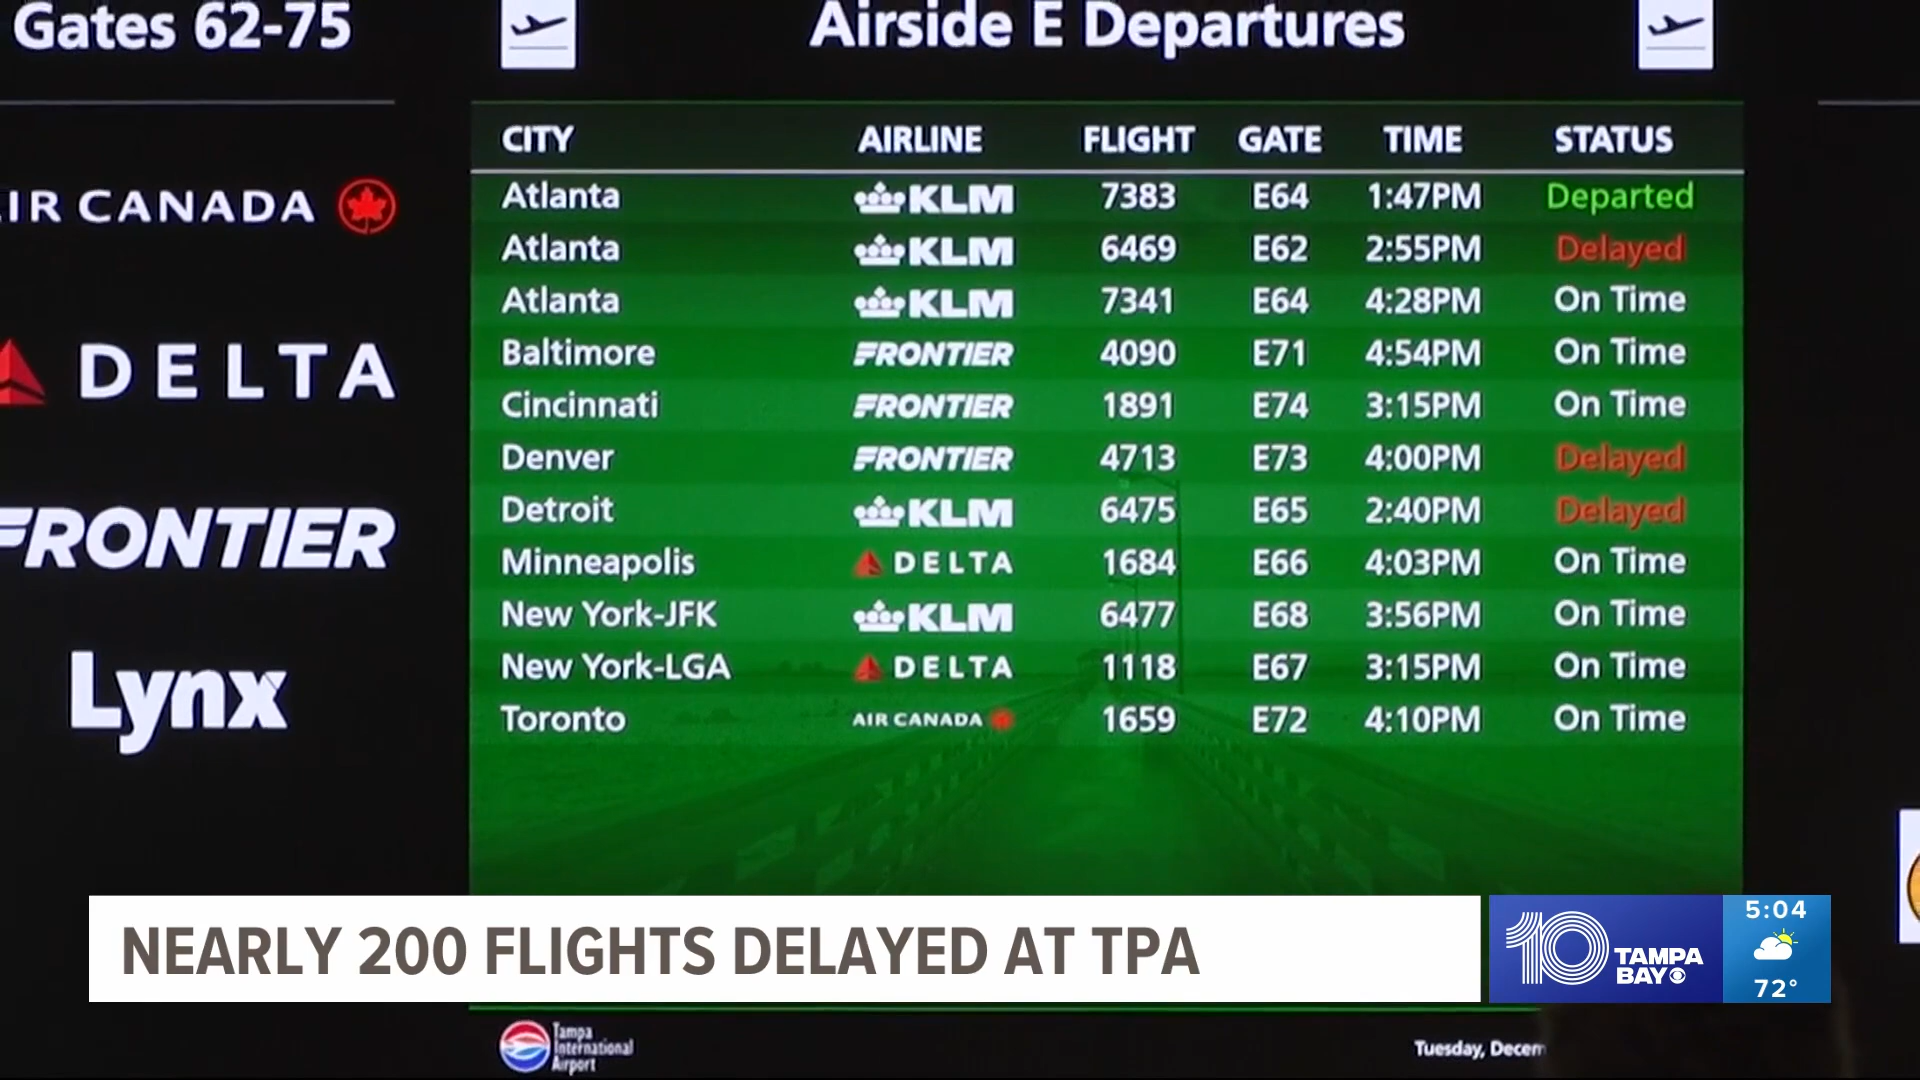 Gates 62-75
Airside E Departures
CITY AIRLINE FLIGHT GATE TIME STATUS
Atlanta KLM 7383 E64 1:47PM Departed
Atlanta KLM 6469 E62 2:55PM Delayed
Atlanta KLM 7341 E64 4:28PM On Time
Baltimore FRONTIER 4090 E71 4:54PM On Time
Cincinnati FRONTIER 1891 E74 3:15PM On Time
Denver FRONTIER 4713 E73 4:00PM Delayed
Detroit KLM 6475 E65 2:40PM Delayed
Minneapolis DELTA 1684 E66 4:03PM On Time
New York-JFK KLM 6477 E68 3:56PM On Time
New York-LGA DELTA 1118 E67 3:15PM On Time
Toronto AIR CANADA 1659 E72 4:10PM On Time
IR CANADA
DELTA
FRONTIER
Lynx
NEARLY 200 FLIGHTS DELAYED AT TPA
10 TAMPA
BAY
5:04
72°
Tampa
International
Airport
Tuesday, Decem